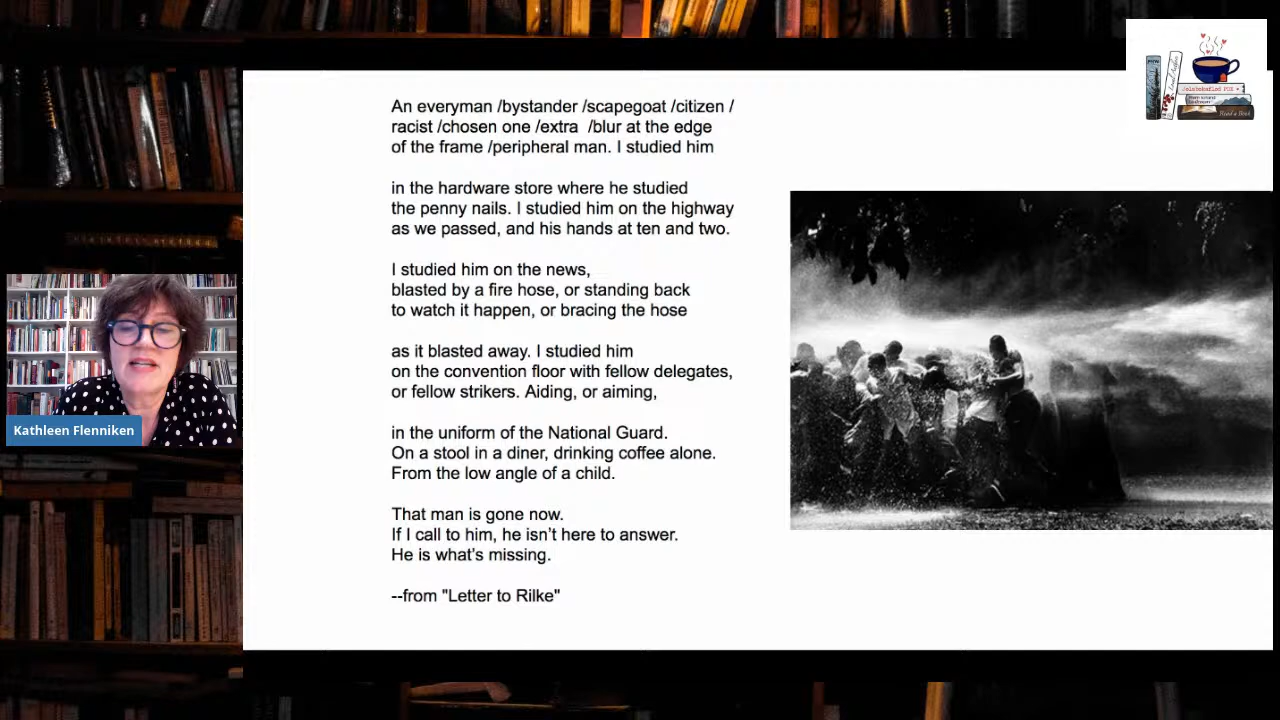 An everyman /bystander /scapegoat /citizen /
racist /chosen one /extra  /blur at the edge
of the frame /peripheral man. I studied him
in the hardware store where he studied
the penny nails. I studied him on the highway
as we passed, and his hands at ten and two.
I studied him on the news,
blasted by a fire hose, or standing back
to watch it happen, or bracing the hose
as it blasted away. I studied him
on the convention floor with fellow delegates,
or fellow strikers. Aiding, or aiming,
in the uniform of the National Guard.
On a stool in a diner, drinking coffee alone.
From the low angle of a child.
That man is gone now.
If I call to him, he isn’t here to answer.
He is what’s missing.
--from "Letter to Rilke"
Kathleen Flenniken
Read a Book